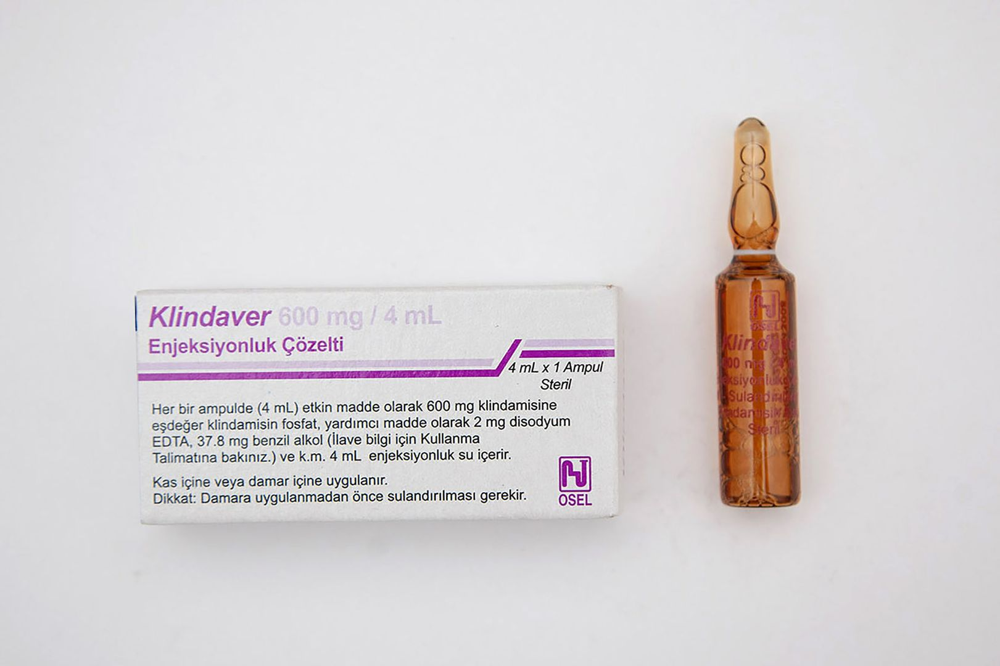 Klindaver 600 mg / 4 mL
Enjeksiyonluk Çözelti
4 mL x 1 Ampul
Steril
Her bir ampulde (4 mL) etkin madde olarak 600 mg klindamisine
eşdeğer klindamisin fosfat, yardımcı madde olarak 2 mg disodyum
EDTA, 37.8 mg benzil alkol (İlave bilgi için Kullanma
Talimatına bakınız.) ve k.m. 4 mL enjeksiyonluk su içerir.
Kas içine veya damar içine uygulanır.
Dikkat: Damara uygulanmadan önce sulandırılması gerekir.
OSEL
OSEL
Steril